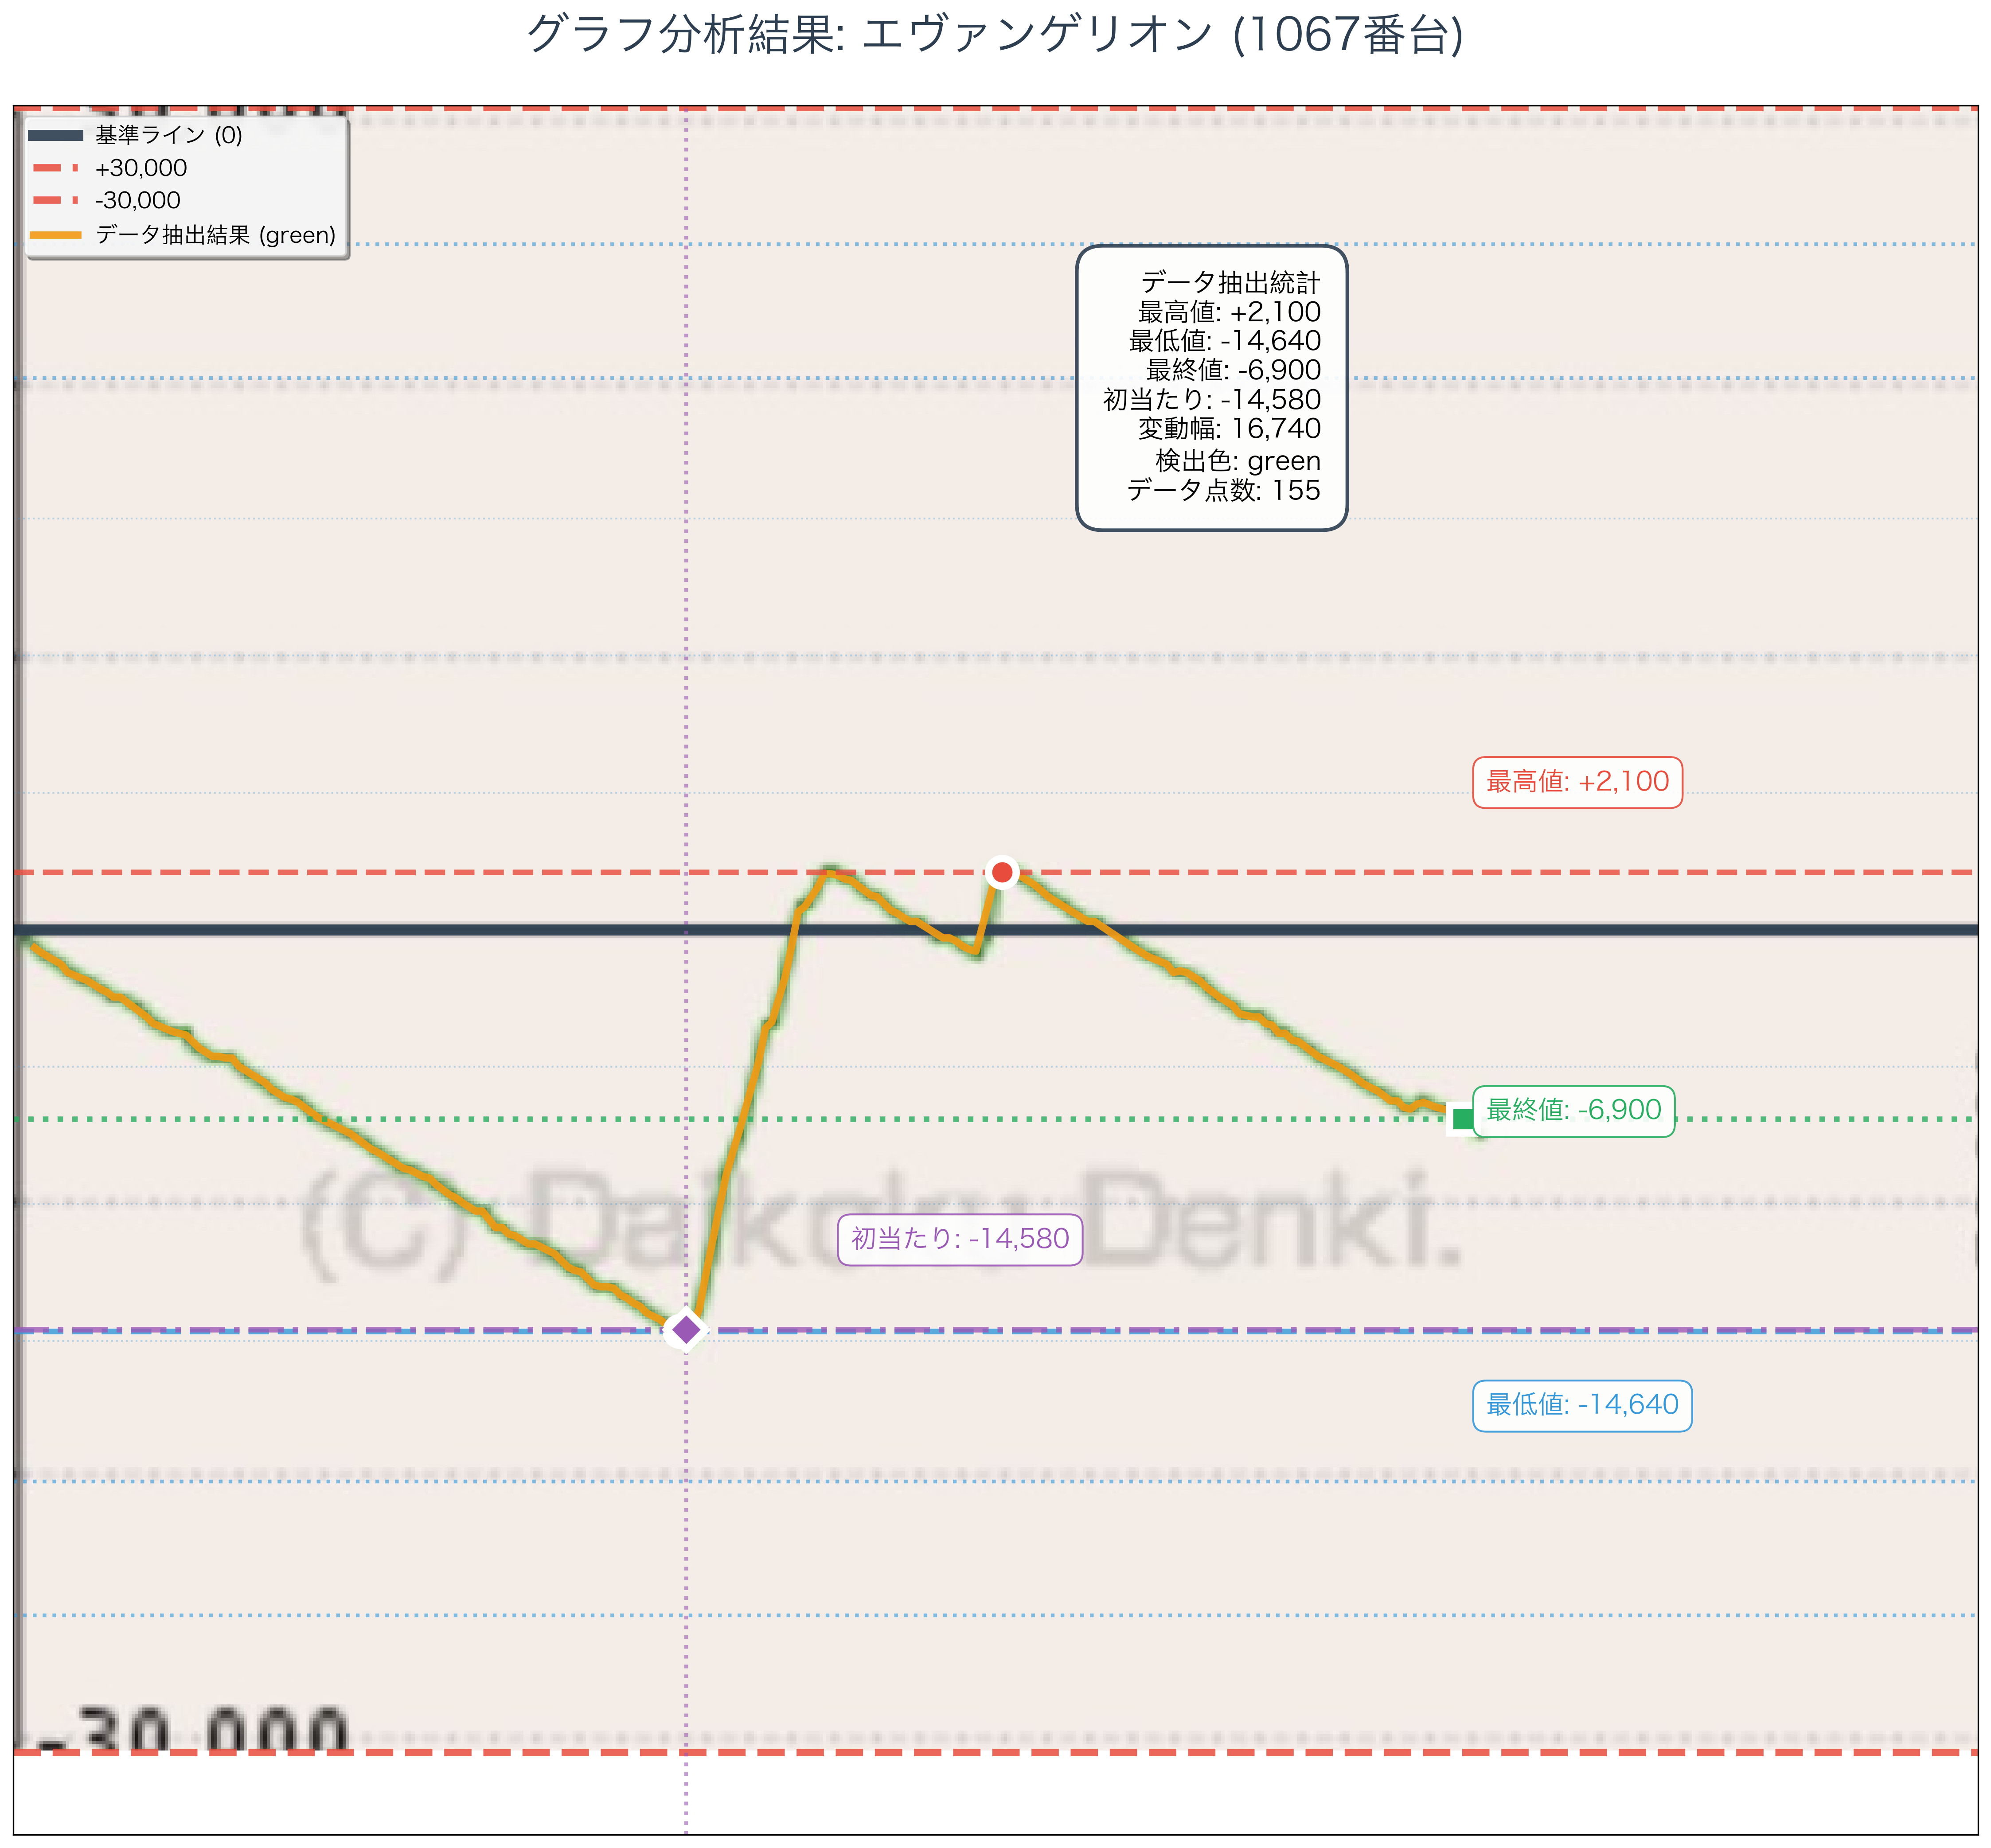 グラフ分析結果: エヴァンゲリオン (1067番台)
基準ライン (0)
+30,000
-30,000
データ抽出結果 (green)
データ抽出統計
最高値: +2,100
最低値: -14,640
最終値: -6,900
初当たり: -14,580
変動幅: 16,740
検出色: green
データ点数: 155
最高値: +2,100
最終値: -6,900
(C) Daikoku Denki.
初当たり: -14,580
最低値: -14,640
-30,000